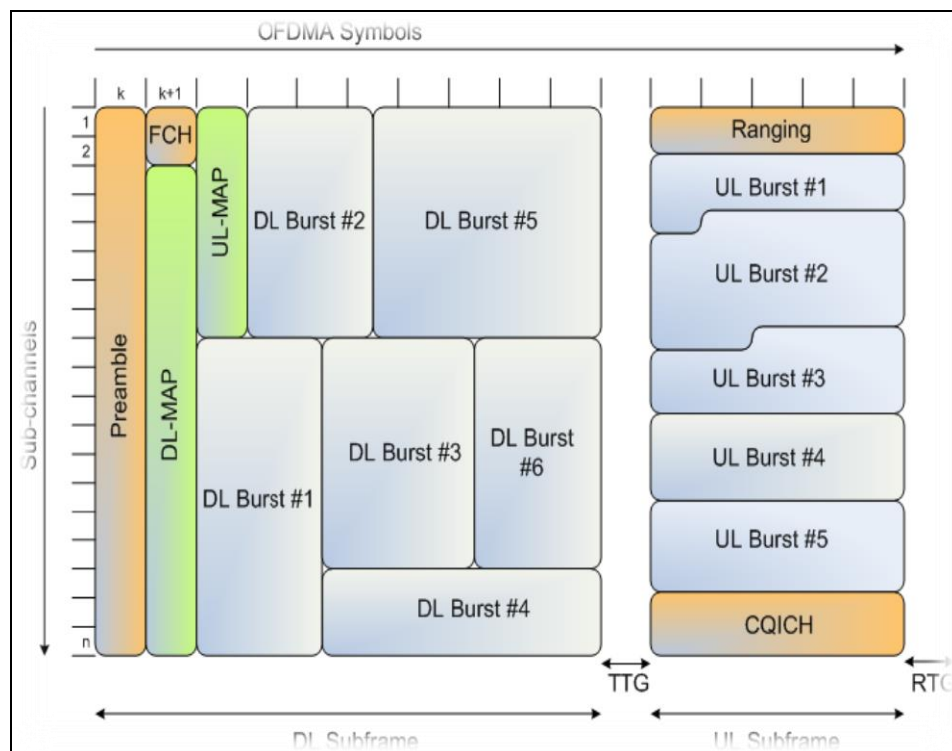 OFDMA Symbols
k
k+1
1
2
n
Sub-channels
Preamble
FCH
DL-MAP
UL-MAP
DL Burst #2
DL Burst #5
DL Burst #1
DL Burst #3
DL Burst
#6
DL Burst #4
Ranging
UL Burst #1
UL Burst #2
UL Burst #3
UL Burst #4
UL Burst #5
CQICH
TTG
RTG
DL Subframe
UL Subframe